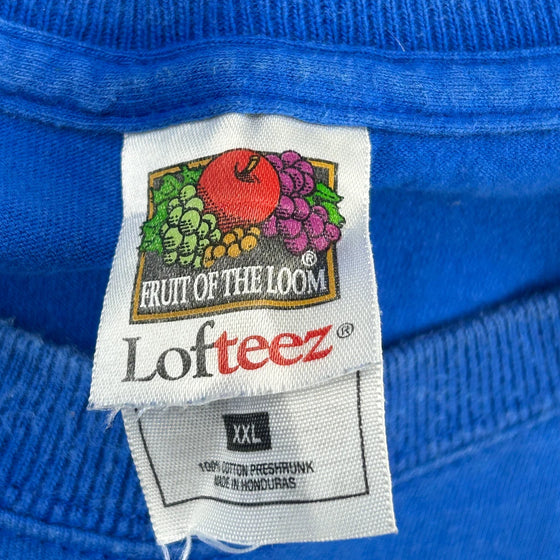 FRUIT OF THE LOOM®
Lofteez®
XXL
100% COTTON PRESHRUNK
MADE IN HONDURAS